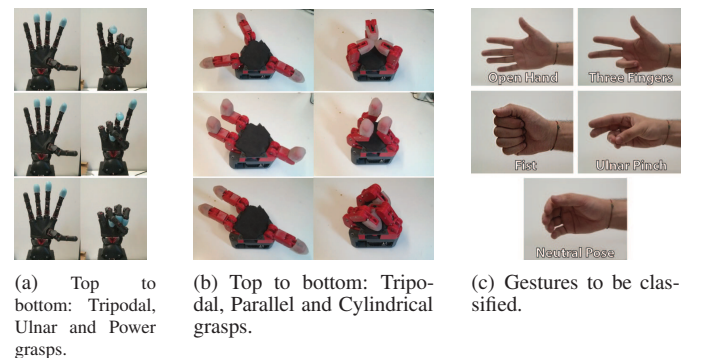 Open Hand
Three Fingers
Fist
Ulnar Pinch
Neutral Pose
(a) Top to
bottom: Tripodal,
Ulnar and Power
grasps.
(b) Top to bottom: Tripo-
dal, Parallel and Cylindrical
grasps.
(c) Gestures to be clas-
sified.